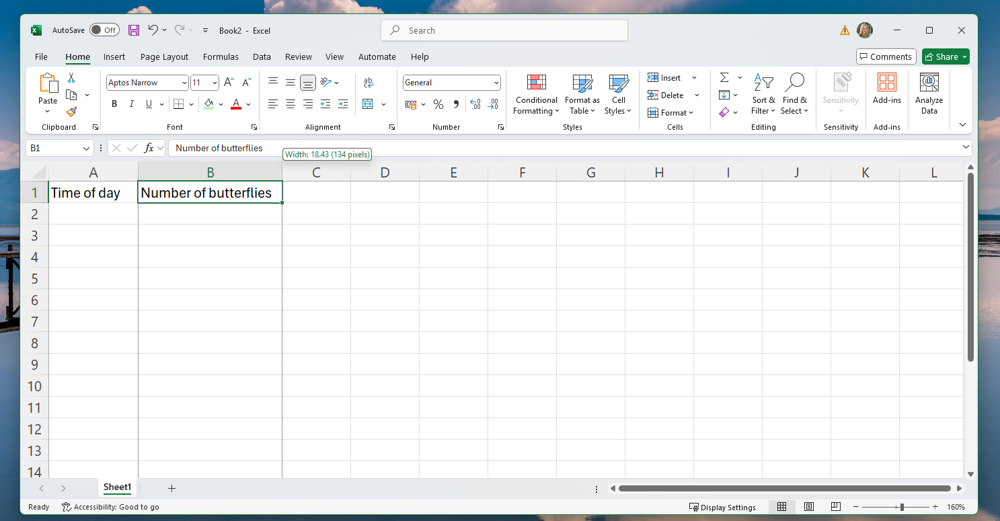 AutoSave Off Book2 - Excel Search
File Home Insert Page Layout Formulas Data Review View Automate Help Comments Share
Paste
Clipboard
Aptos Narrow 11
B I U A
Font
ab
c
Alignment
General
% .00 .00
Number
Conditional Formatting
Format as Table
Cell Styles
Styles
Insert
Delete
Format
Cells
Sort & Filter
Find & Select
Editing
Sensitivity
Sensitivity
Add-ins
Add-ins
Analyze Data
B1 fx Number of butterflies
Width: 18.43 (134 pixels)
A B C D E F G H I J K L
1 Time of day Number of butterflies
2
3
4
5
6
7
8
9
10
11
12
13
14
Sheet1
Ready Accessibility: Good to go Display Settings 160%